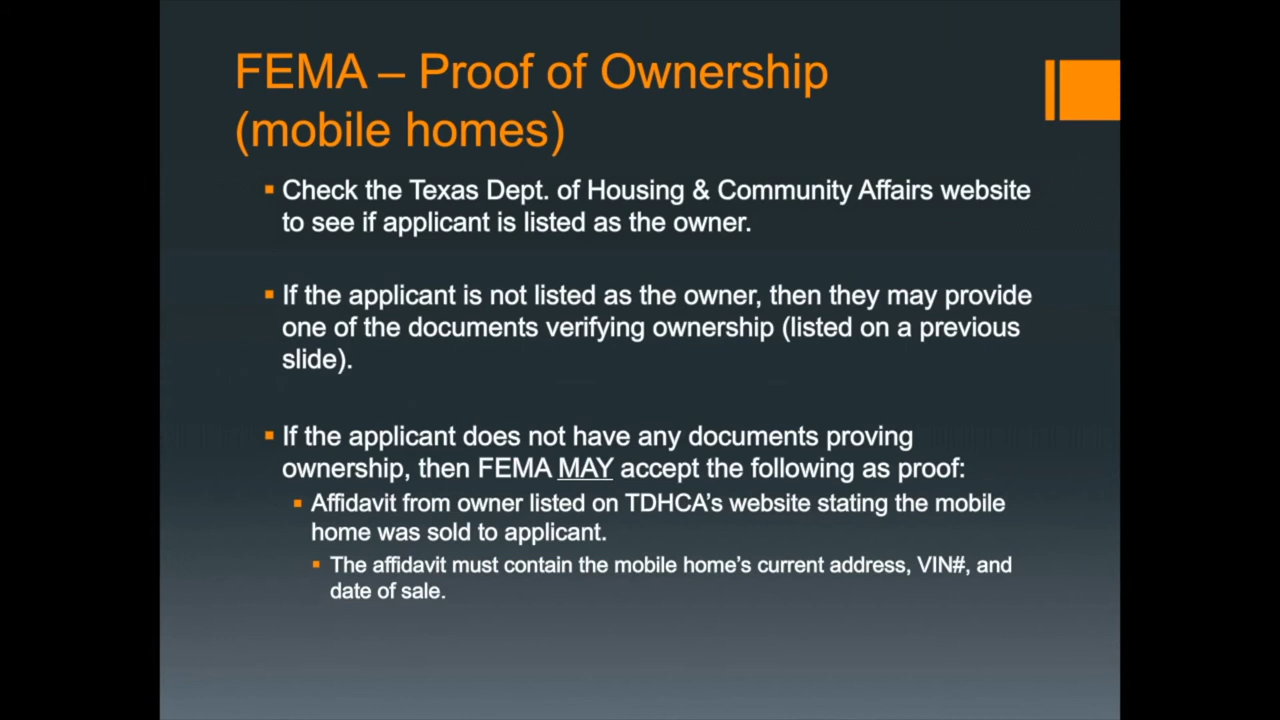 FEMA – Proof of Ownership
(mobile homes)
▪ Check the Texas Dept. of Housing & Community Affairs website
to see if applicant is listed as the owner.
▪ If the applicant is not listed as the owner, then they may provide
one of the documents verifying ownership (listed on a previous
slide).
▪ If the applicant does not have any documents proving
ownership, then FEMA MAY accept the following as proof:
▪ Affidavit from owner listed on TDHCA's website stating the mobile
home was sold to applicant.
▪ The affidavit must contain the mobile home's current address, VIN#, and
date of sale.